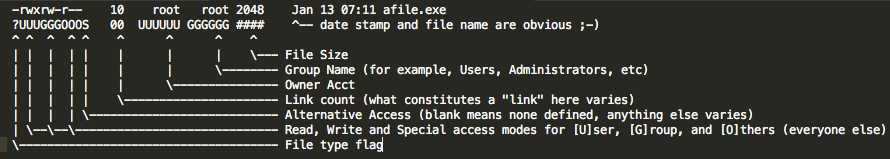 -rwxrw-r--    10    root   root 2048    Jan 13 07:11 afile.exe
?UUUGGGOOOS   00  UUUUUU GGGGGG ####    ^-- date stamp and file name are obvious ;-)
^ ^  ^  ^ ^    ^      ^      ^    ^
| |  |  | |    |      |      |    \--- File Size
| |  |  | |    |      |      \-------- Group Name (for example, Users, Administrators, etc)
| |  |  | |    |      \--------------- Owner Acct
| |  |  | |    \---------------------- Link count (what constitutes a "link" here varies)
| |  |  | \--------------------------- Alternative Access (blank means none defined, anything else varies)
| \--\--\----------------------------- Read, Write and Special access modes for [U]ser, [G]roup, and [O]thers (everyone else)
\------------------------------------- File type flag